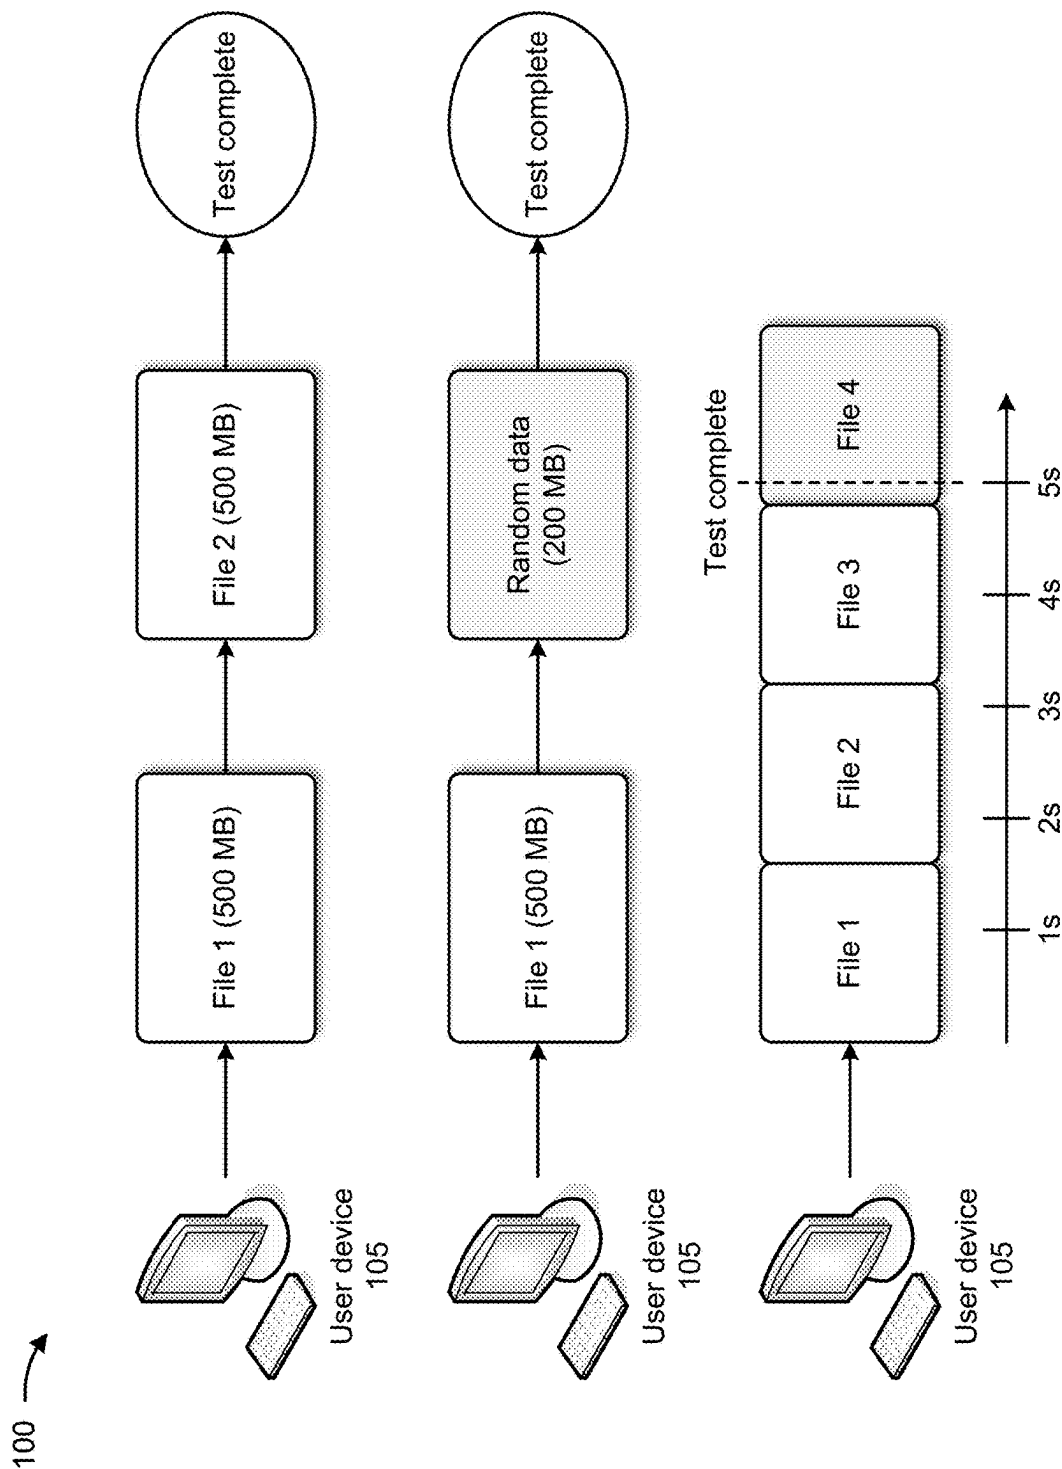 100
User device
105
File 1 (500 MB)
File 2 (500 MB)
Test complete
User device
105
File 1 (500 MB)
Random data
(200 MB)
Test complete
User device
105
File 1
File 2
File 3
File 4
Test complete
1s
2s
3s
4s
5s